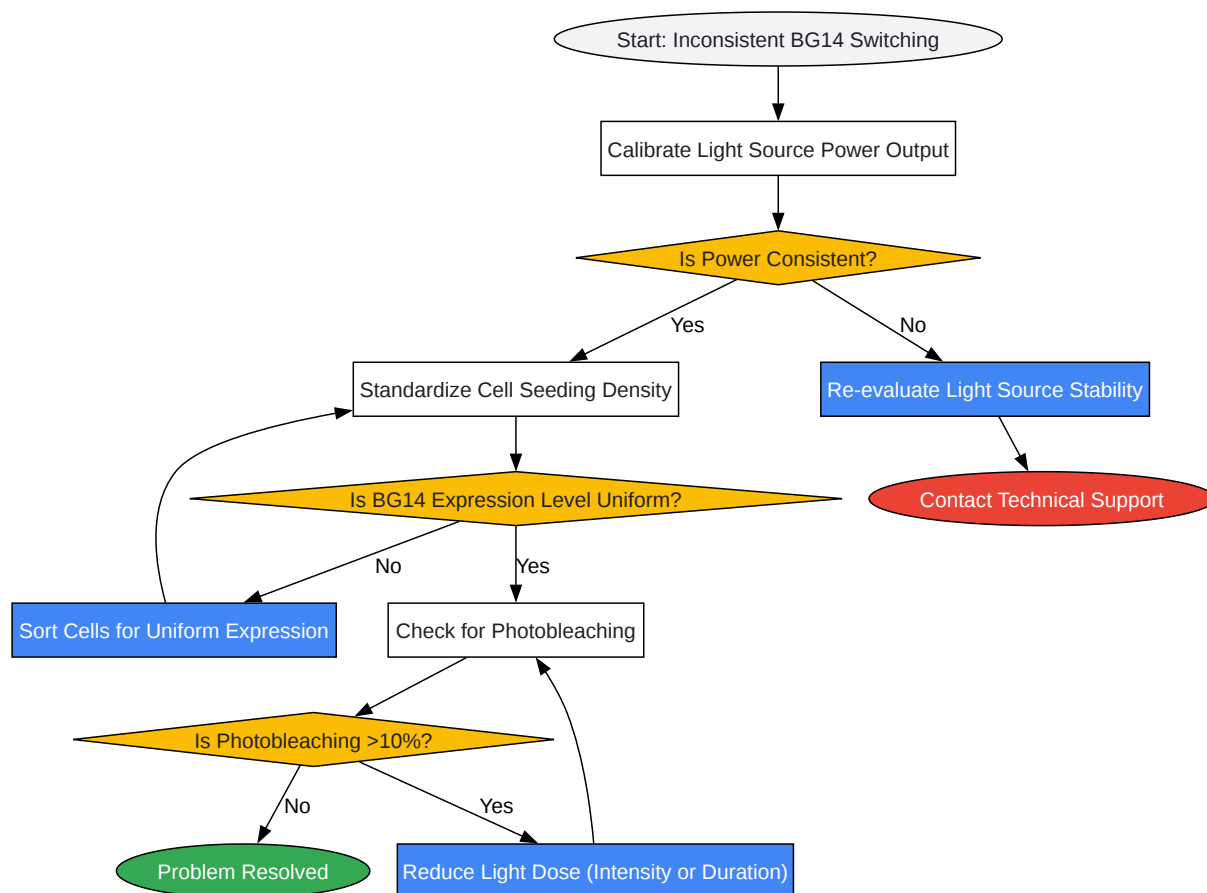 Start: Inconsistent BG14 Switching
Calibrate Light Source Power Output
Is Power Consistent?
Yes
No
Standardize Cell Seeding Density
Re-evaluate Light Source Stability
Is BG14 Expression Level Uniform?
Contact Technical Support
No
Yes
Sort Cells for Uniform Expression
Check for Photobleaching
Is Photobleaching >10%?
No
Yes
Problem Resolved
Reduce Light Dose (Intensity or Duration)